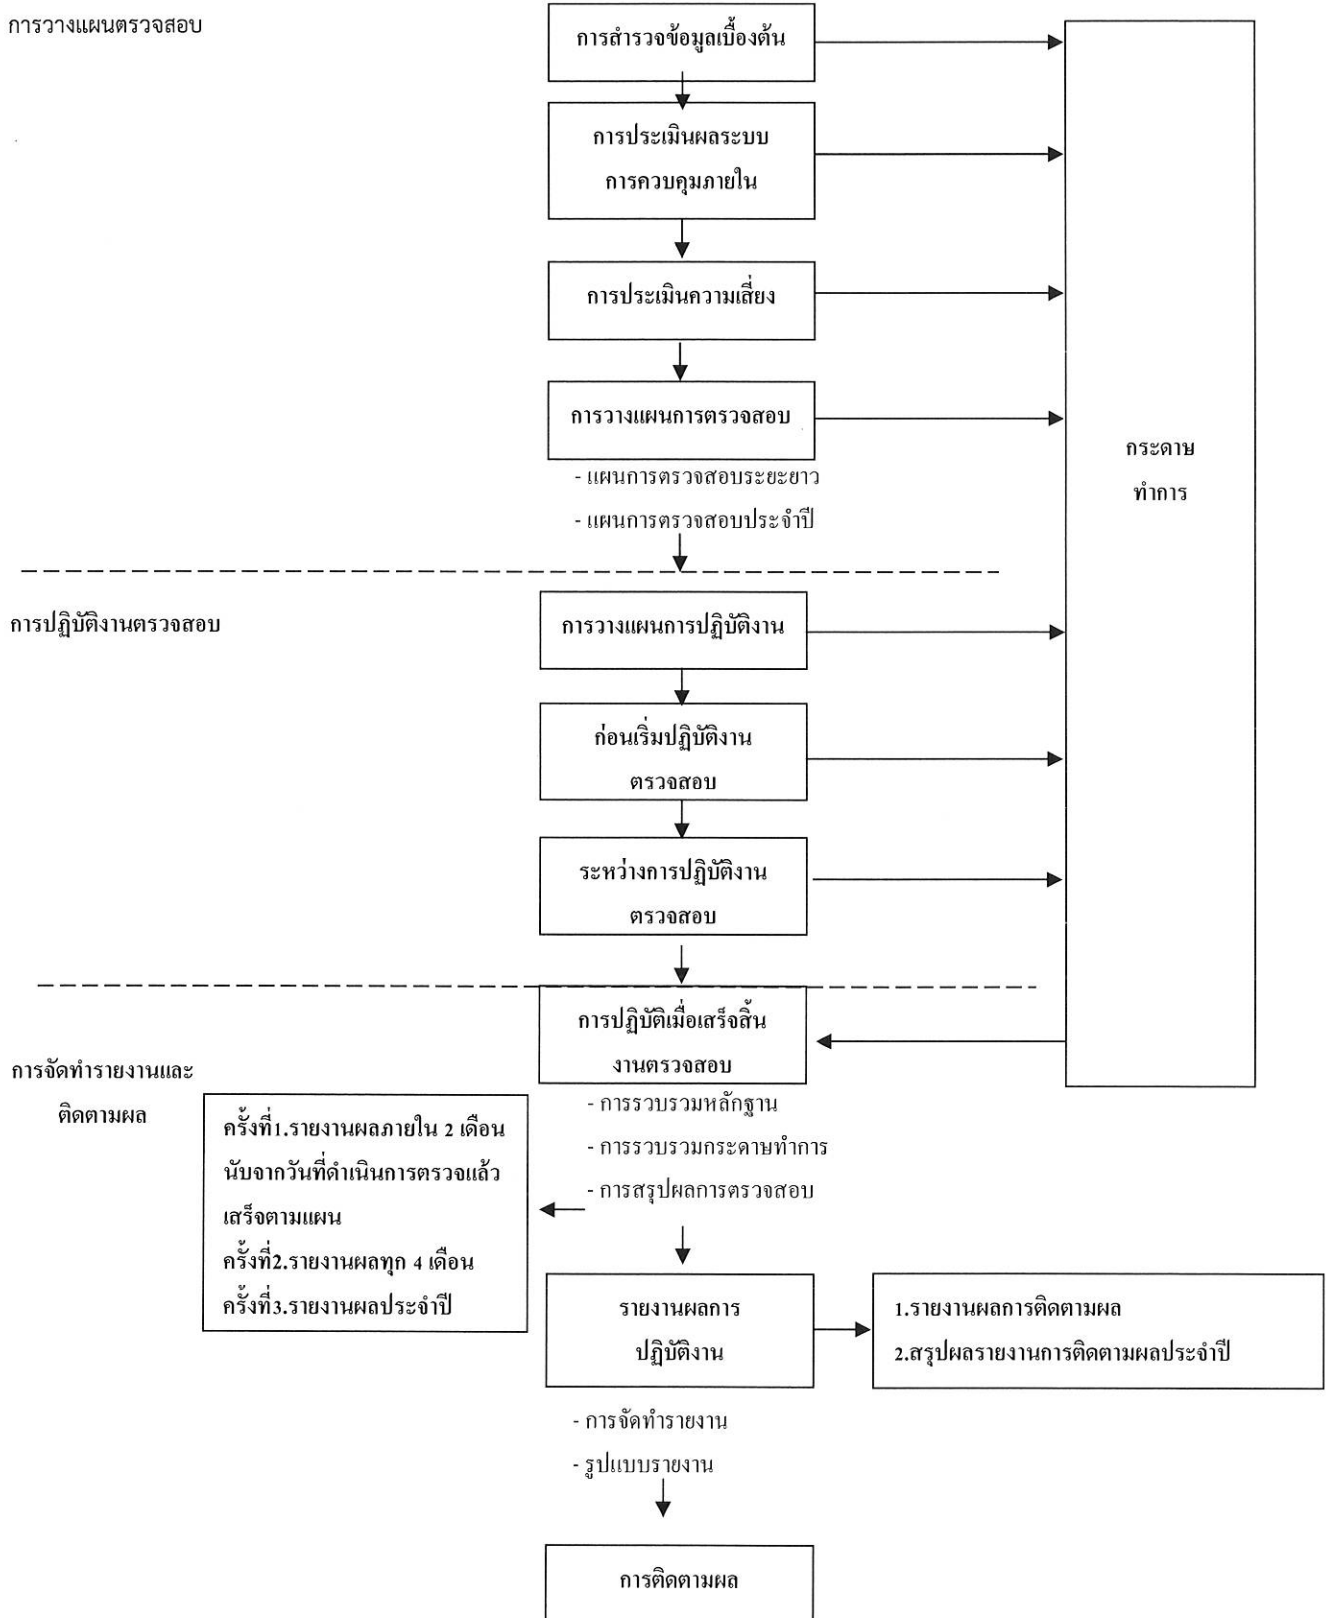 การวางแผนตรวจสอบ
การสำรวจข้อมูลเบื้องต้น
การประเมินผลระบบ
การควบคุมภายใน
การประเมินความเสี่ยง
การวางแผนการตรวจสอบ
- แผนการตรวจสอบระยะยาว
- แผนการตรวจสอบประจำปี
กระดาษ
ทำการ
การปฏิบัติงานตรวจสอบ
การวางแผนการปฏิบัติงาน
ก่อนเริ่มปฏิบัติงาน
ตรวจสอบ
ระหว่างการปฏิบัติงาน
ตรวจสอบ
การปฏิบัติเมื่อเสร็จสิ้น
งานตรวจสอบ
การจัดทำรายงานและ
ติดตามผล
- การรวบรวมหลักฐาน
- การรวบรวมกระดาษทำการ
- การสรุปผลการตรวจสอบ
ครั้งที่1.รายงานผลภายใน 2 เดือน
นับจากวันที่ดำเนินการตรวจแล้ว
เสร็จตามแผน
ครั้งที่2.รายงานผลทุก 4 เดือน
ครั้งที่3.รายงานผลประจำปี
รายงานผลการ
ปฏิบัติงาน
1.รายงานผลการติดตามผล
2.สรุปผลรายงานการติดตามผลประจำปี
- การจัดทำรายงาน
- รูปแบบรายงาน
การติดตามผล